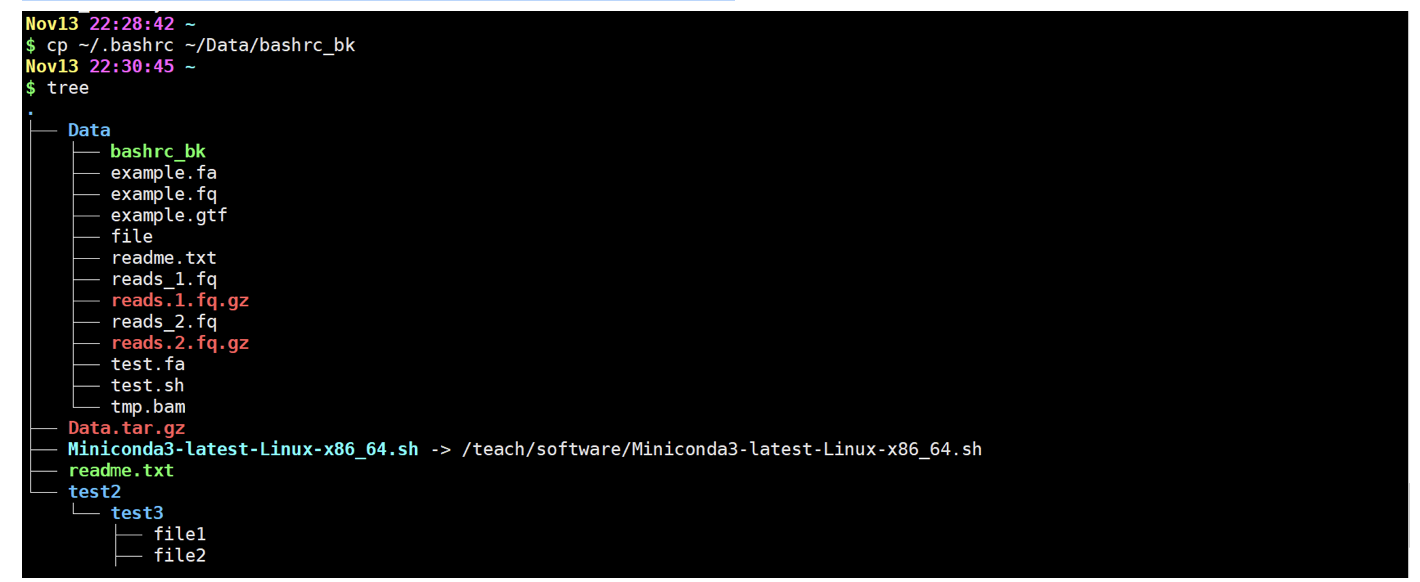 Nov13 22:28:42 ~
$ cp ~/.bashrc ~/Data/bashrc_bk
Nov13 22:30:45 ~
$ tree
.
├── Data
│   ├── bashrc_bk
│   ├── example.fa
│   ├── example.fq
│   ├── example.gtf
│   ├── file
│   ├── readme.txt
│   ├── reads_1.fq
│   ├── reads.1.fq.gz
│   ├── reads_2.fq
│   ├── reads.2.fq.gz
│   ├── test.fa
│   ├── test.sh
│   └── tmp.bam
├── Data.tar.gz
├── Miniconda3-latest-Linux-x86_64.sh -> /teach/software/Miniconda3-latest-Linux-x86_64.sh
├── readme.txt
└── test2
    └── test3
        ├── file1
        ├── file2